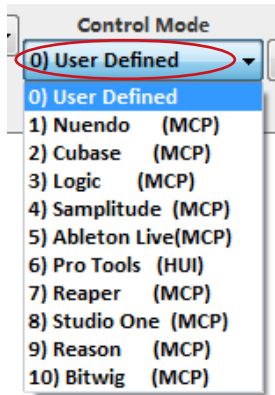 Control Mode
0) User Defined
0) User Defined
1) Nuendo (MCP)
2) Cubase (MCP)
3) Logic (MCP)
4) Samplitude (MCP)
5) Ableton Live(MCP)
6) Pro Tools (HUI)
7) Reaper (MCP)
8) Studio One (MCP)
9) Reason (MCP)
10) Bitwig (MCP)